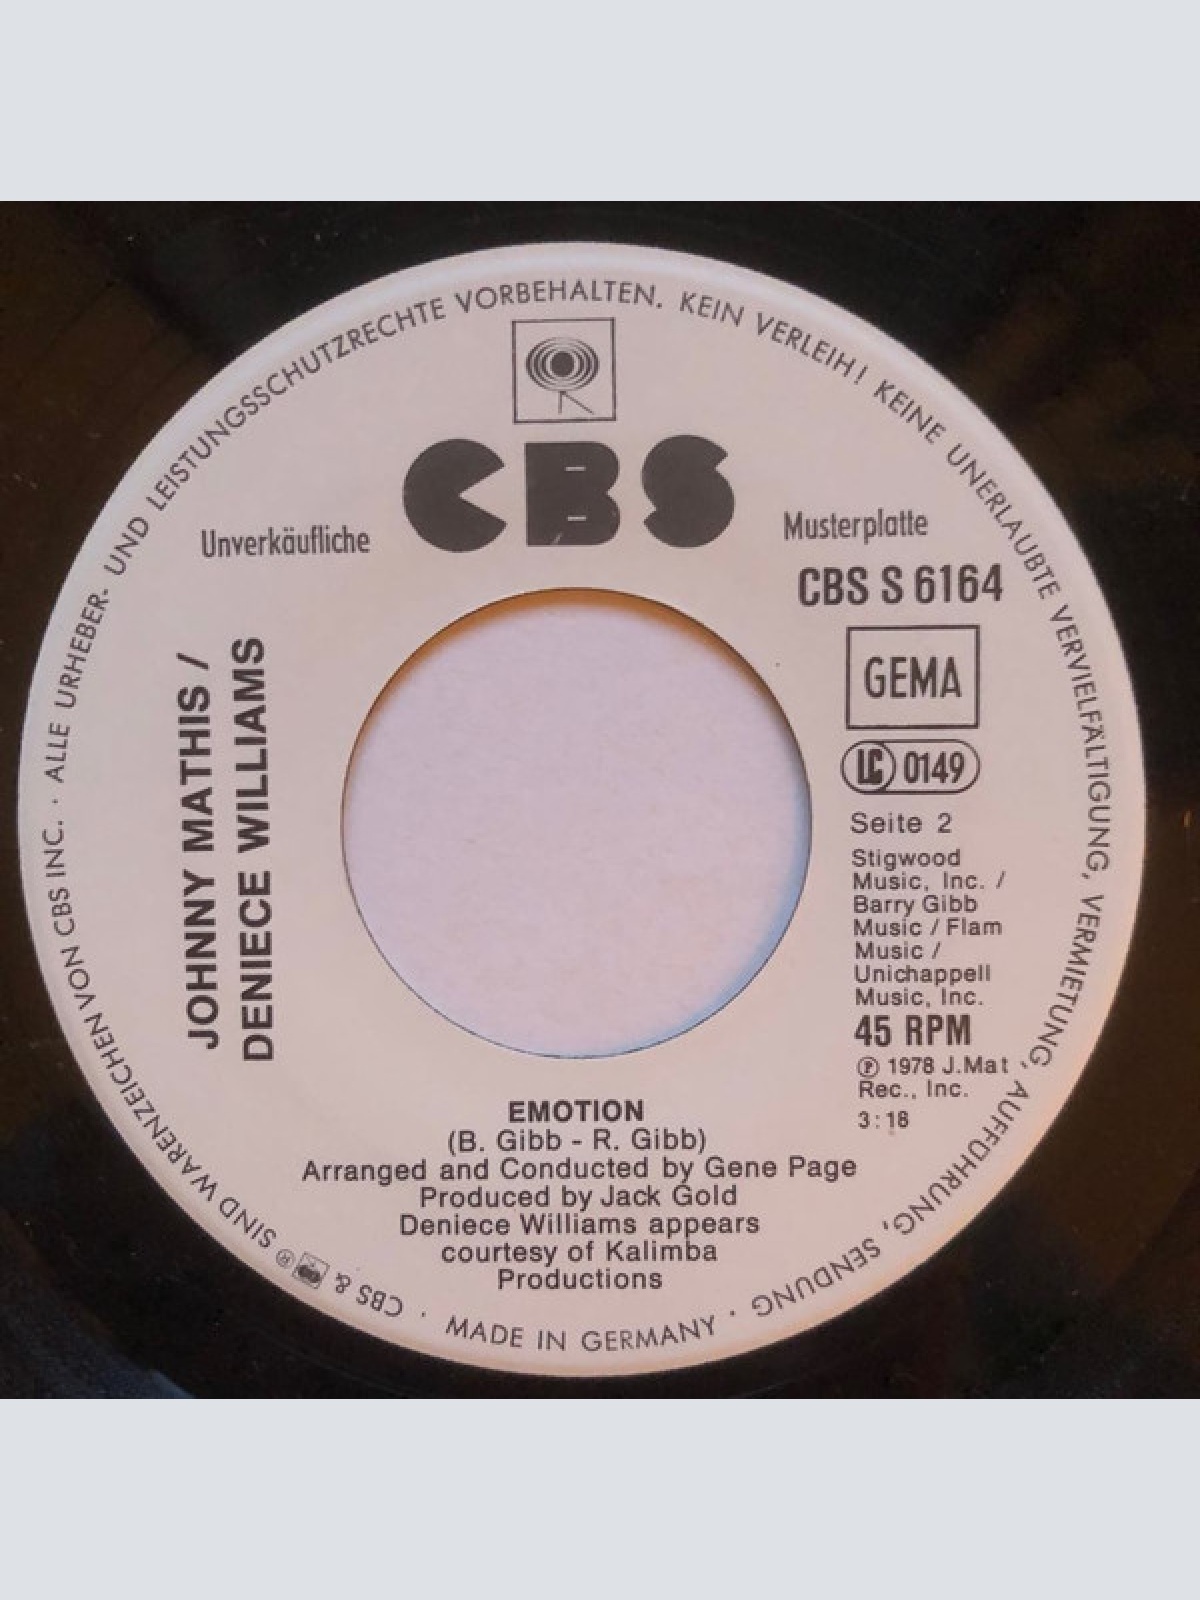 ALLE URHEBER- UND LEISTUNGSSCHUTZRECHTE VORBEHALTEN. KEIN VERLEIH! KEINE UNERLAUBTE VERVIELFÄLTIGUNG, VERMIETUNG, AUFFÜHRUNG, SENDUNG · MADE IN GERMANY · CBS & ® SIND WARENZEICHEN VON CBS INC. ·
CBS
Unverkäufliche
Musterplatte
CBS S 6164
GEMA
LC 0149
JOHNNY MATHIS /
DENIECE WILLIAMS
Seite 2
Stigwood
Music, Inc. /
Barry Gibb
Music / Flam
Music /
Unichappell
Music, Inc.
45 RPM
℗ 1978 J.Mat
Rec., Inc.
3:18
EMOTION
(B. Gibb - R. Gibb)
Arranged and Conducted by Gene Page
Produced by Jack Gold
Deniece Williams appears
courtesy of Kalimba
Productions